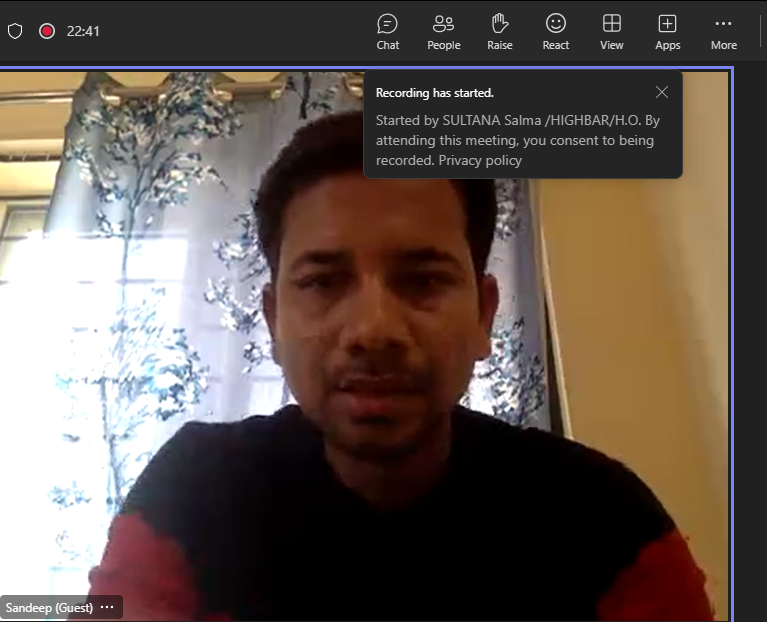 22:41
Chat
People
Raise
React
View
Apps
More
Recording has started.
Started by SULTANA Salma /HIGHBAR/H.O. By
attending this meeting, you consent to being
recorded. Privacy policy
Sandeep (Guest)